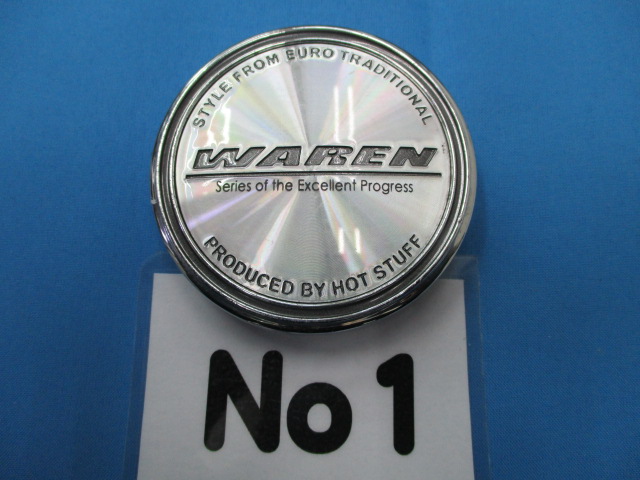 STYLE FROM EURO TRADITIONAL
WAREN
Series of the Excellent Progress
PRODUCED BY HOT STUFF
No 1